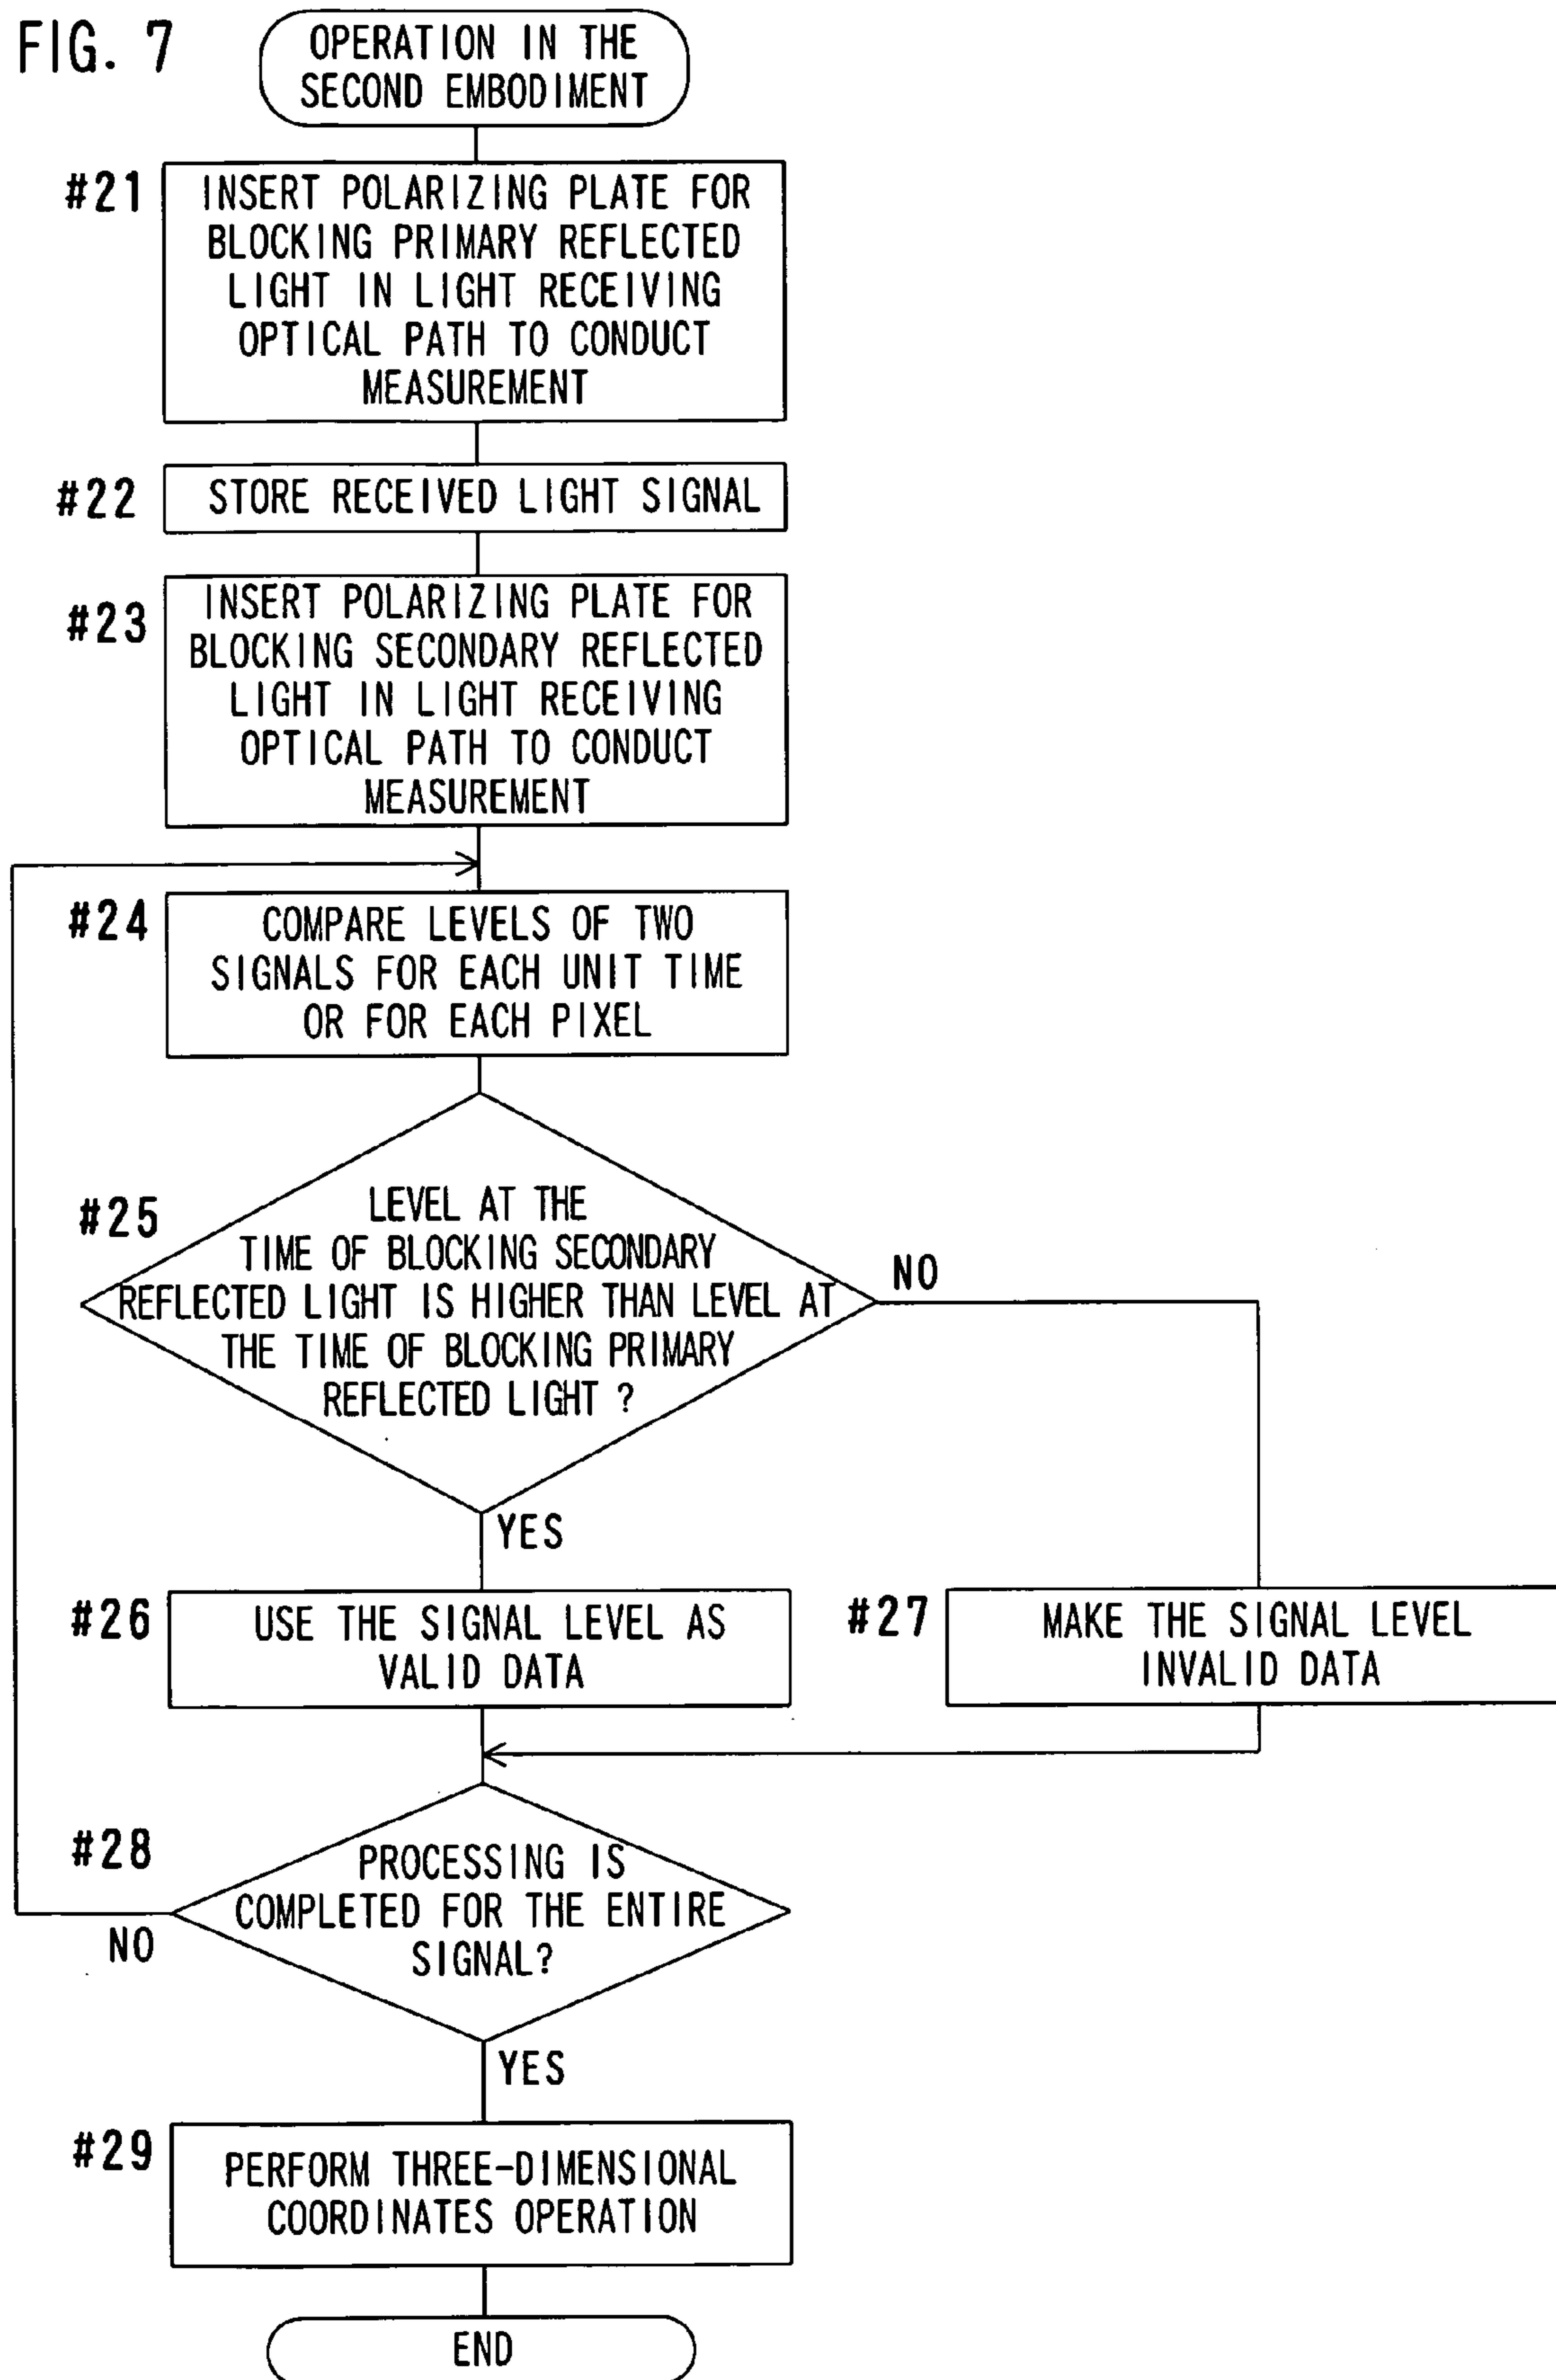 FIG. 7
OPERATION IN THE
SECOND EMBODIMENT
#21
INSERT POLARIZING PLATE FOR
BLOCKING PRIMARY REFLECTED
LIGHT IN LIGHT RECEIVING
OPTICAL PATH TO CONDUCT
MEASUREMENT
#22
STORE RECEIVED LIGHT SIGNAL
#23
INSERT POLARIZING PLATE FOR
BLOCKING SECONDARY REFLECTED
LIGHT IN LIGHT RECEIVING
OPTICAL PATH TO CONDUCT
MEASUREMENT
#24
COMPARE LEVELS OF TWO
SIGNALS FOR EACH UNIT TIME
OR FOR EACH PIXEL
#25
LEVEL AT THE
TIME OF BLOCKING SECONDARY
REFLECTED LIGHT IS HIGHER THAN LEVEL AT
THE TIME OF BLOCKING PRIMARY
REFLECTED LIGHT ?
NO
YES
#26
USE THE SIGNAL LEVEL AS
VALID DATA
#27
MAKE THE SIGNAL LEVEL
INVALID DATA
#28
PROCESSING IS
COMPLETED FOR THE ENTIRE
SIGNAL?
NO
YES
#29
PERFORM THREE-DIMENSIONAL
COORDINATES OPERATION
END